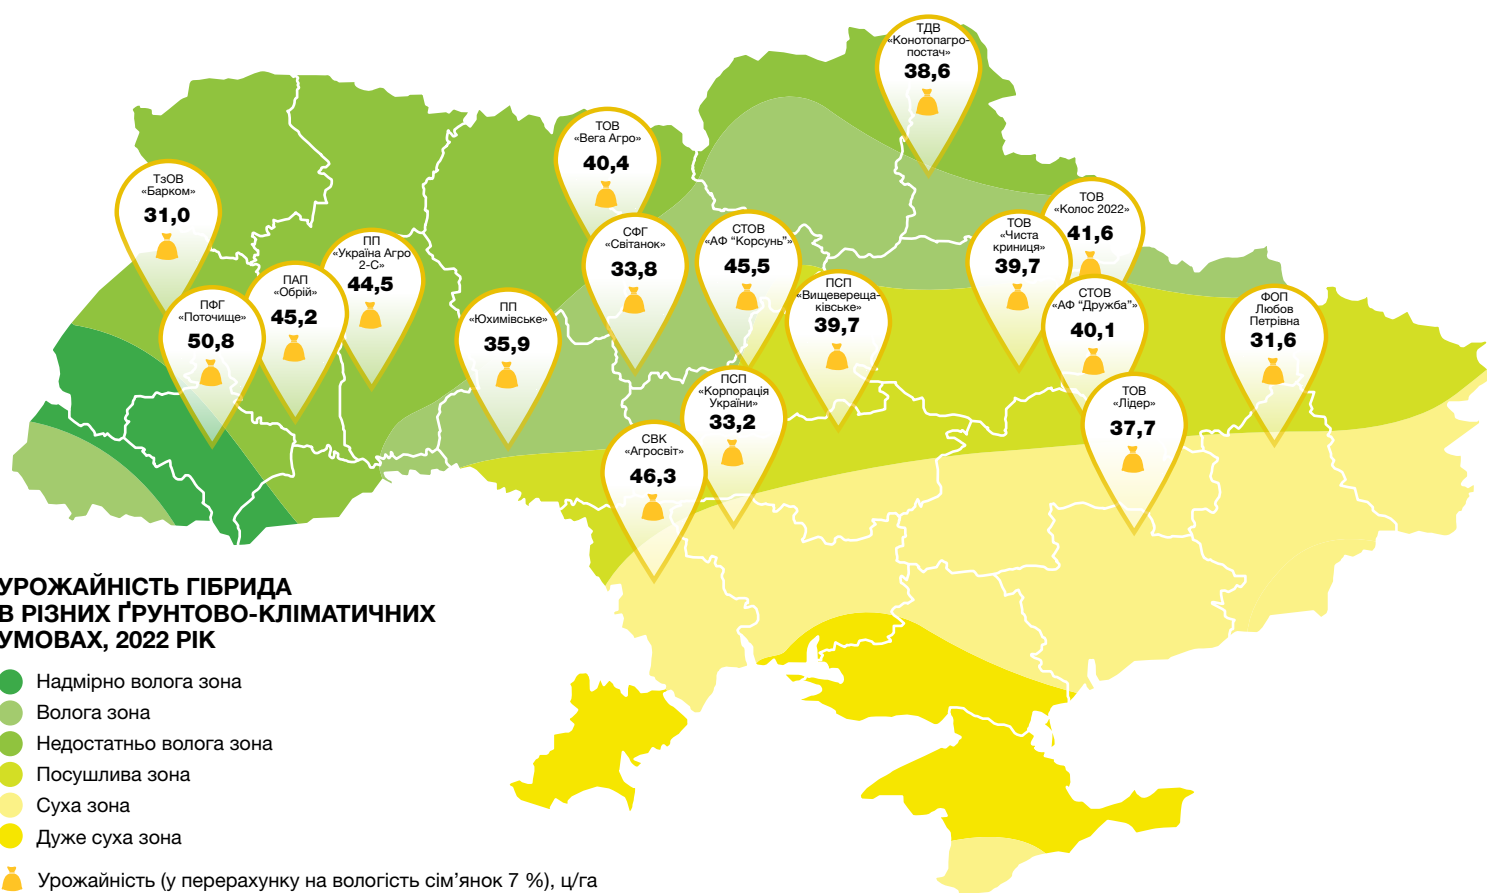 ТДВ
«Конотопагро-
постач»
38,6
ТОВ
«Вега Агро»
40,4
ТзОВ
«Барком»
31,0
ТОВ
«Колос 2022»
41,6
СФГ
«Світанок»
33,8
СТОВ
«АФ “Корсунь”»
45,5
ТОВ
«Чиста
криниця»
39,7
ПП
«Україна Агро
2-С»
44,5
ПАП
«Обрій»
45,2
ПСП
«Вищевереща-
ківське»
39,7
ПФГ
«Поточище»
50,8
ПП
«Юхимівське»
35,9
СТОВ
«АФ “Дружба”»
40,1
ФОП
Любов
Петрівна
31,6
ПСП
«Корпорація
України»
33,2
ТОВ
«Лідер»
37,7
СВК
«Агросвіт»
46,3
УРОЖАЙНІСТЬ ГІБРИДА
В РІЗНИХ ҐРУНТОВО-КЛІМАТИЧНИХ
УМОВАХ, 2022 РІК
Надмірно волога зона
Волога зона
Недостатньо волога зона
Посушлива зона
Суха зона
Дуже суха зона
Урожайність (у перерахунку на вологість сім’янок 7 %), ц/га